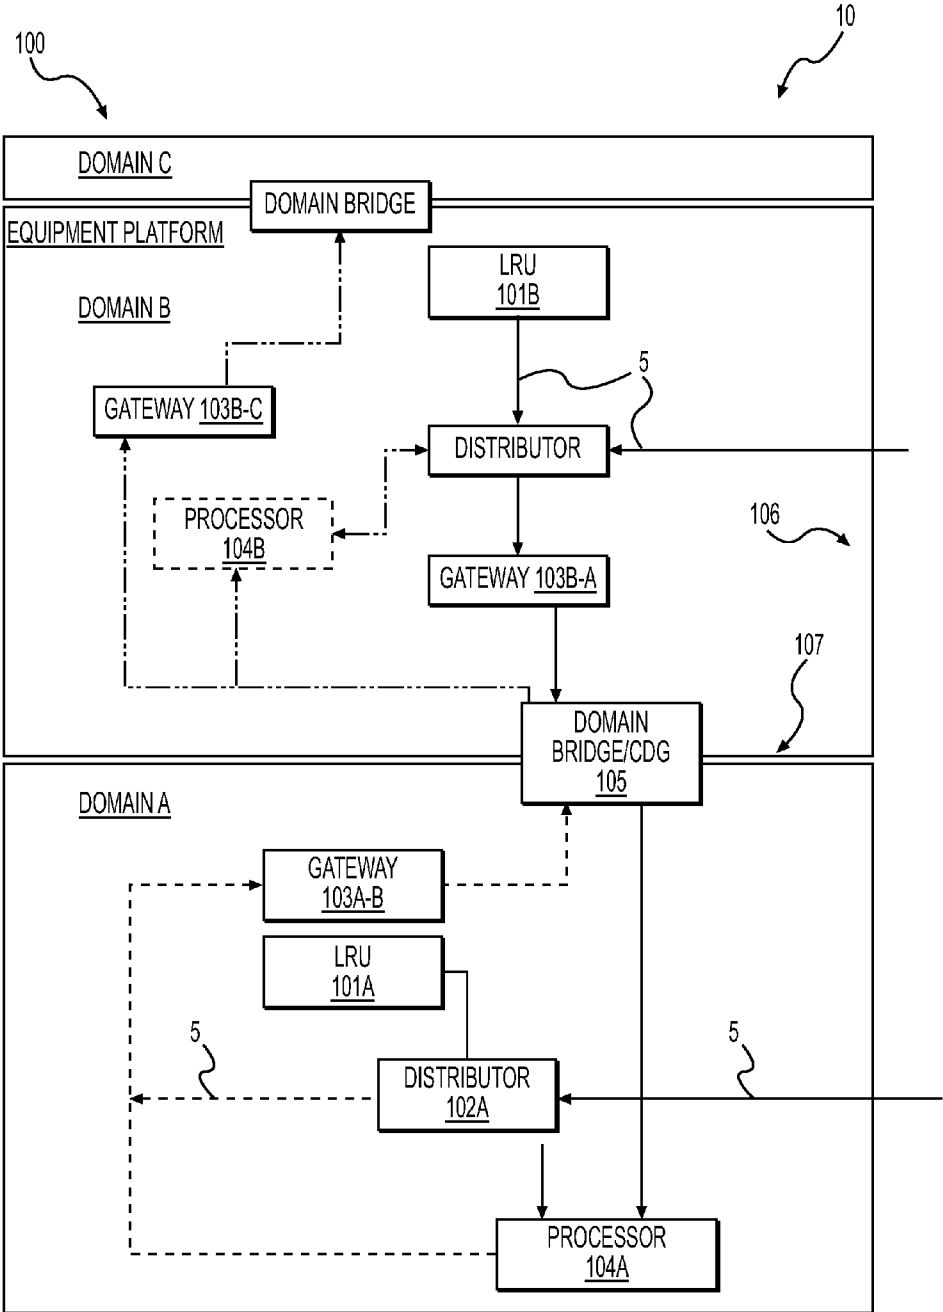 100
10
DOMAIN C
DOMAIN BRIDGE
EQUIPMENT PLATFORM
LRU
101B
DOMAIN B
5
GATEWAY 103B-C
DISTRIBUTOR
PROCESSOR
104B
106
GATEWAY 103B-A
107
DOMAIN
BRIDGE/CDG
105
DOMAIN A
GATEWAY
103A-B
LRU
101A
5
5
DISTRIBUTOR
102A
PROCESSOR
104A